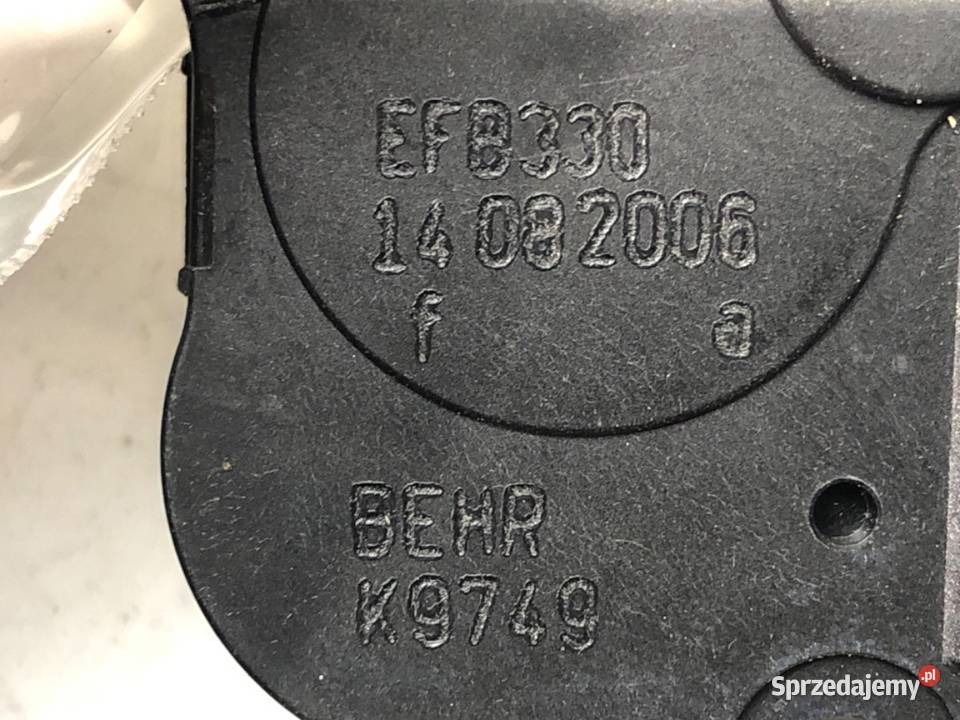 EFB330
14 08 2006
f a
BEHR
K9749
Sprzedajemy.pl